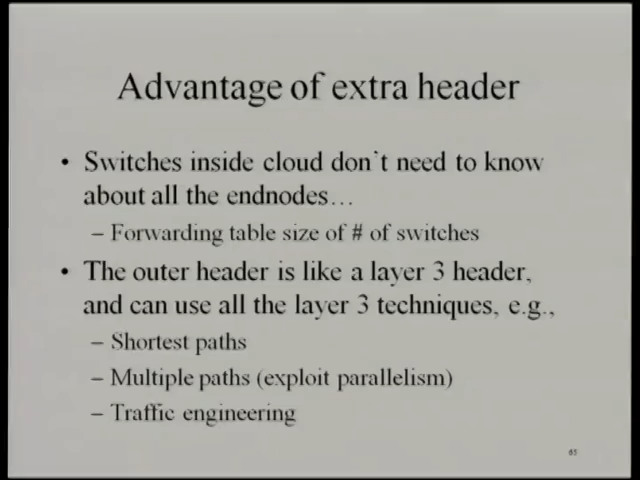 Advantage of extra header
• Switches inside cloud don't need to know
about all the endnodes…
– Forwarding table size of # of switches
• The outer header is like a layer 3 header,
and can use all the layer 3 techniques, e.g.,
– Shortest paths
– Multiple paths (exploit parallelism)
– Traffic engineering
65